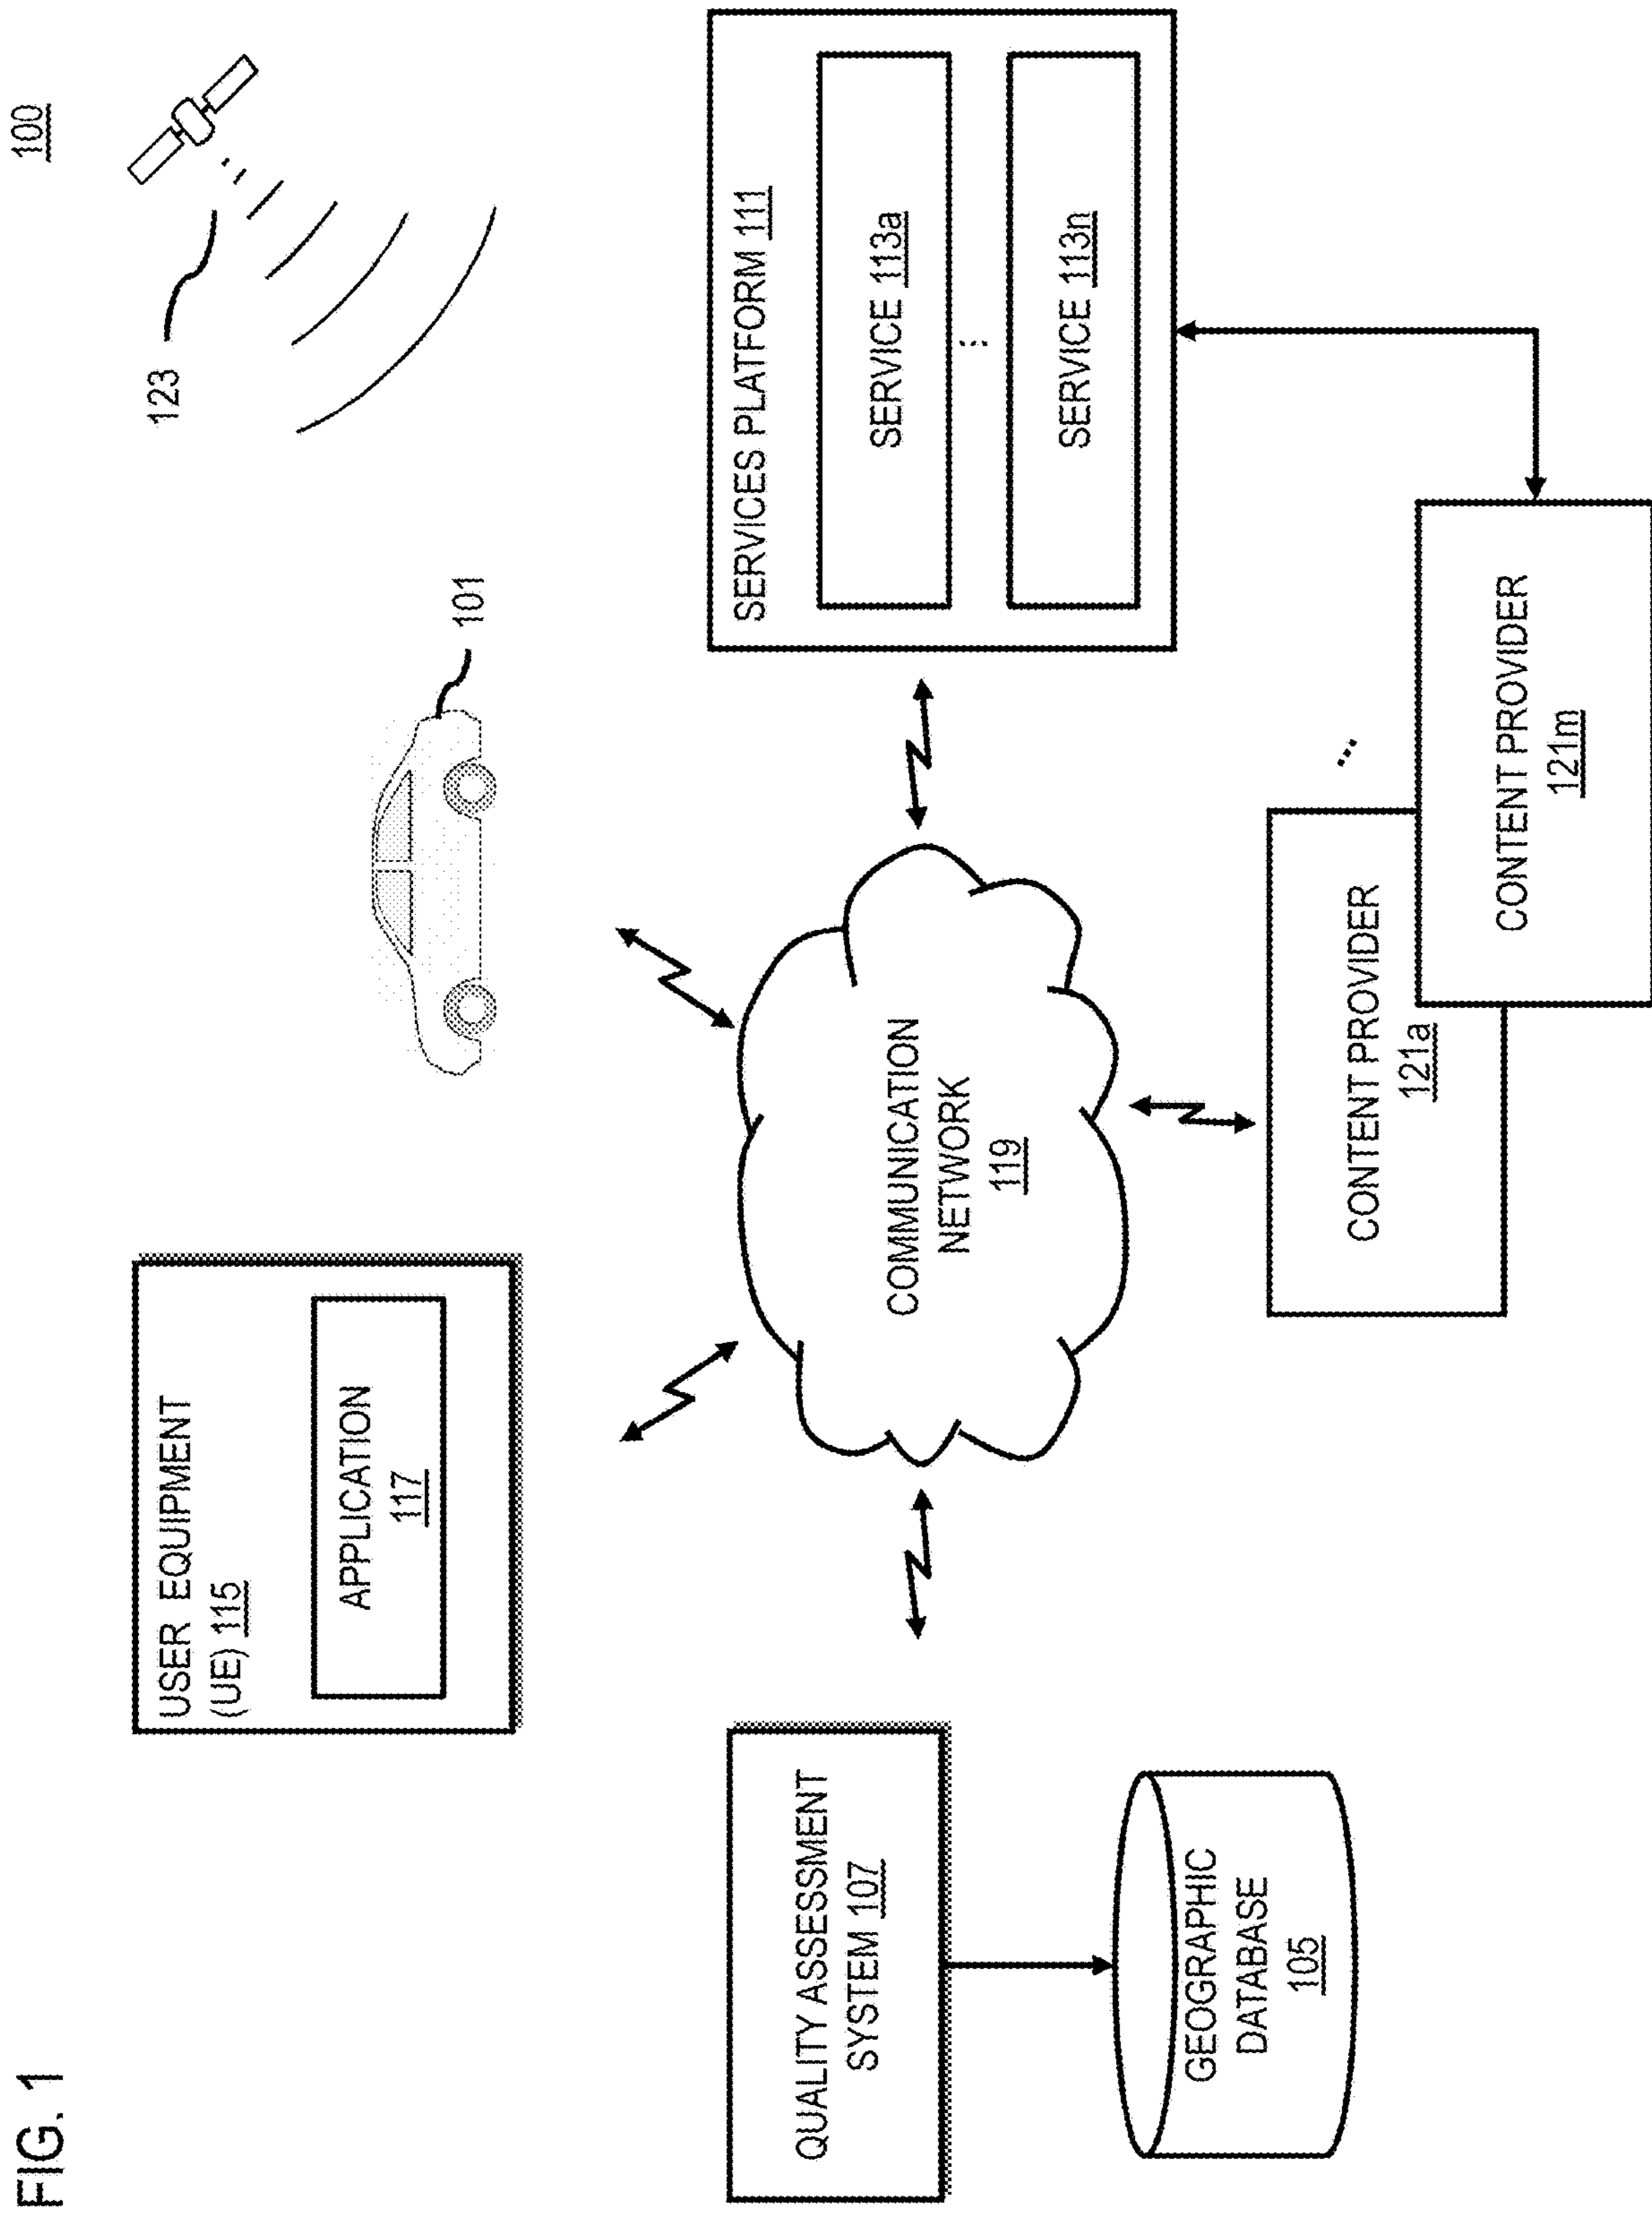 FIG. 1
100
USER EQUIPMENT
(UE) 115
APPLICATION
117
101
123
QUALITY ASSESSMENT
SYSTEM 107
GEOGRAPHIC
DATABASE
105
COMMUNICATION
NETWORK
119
SERVICES PLATFORM 111
SERVICE 113a
...
SERVICE 113n
CONTENT PROVIDER
121a
...
CONTENT PROVIDER
121m